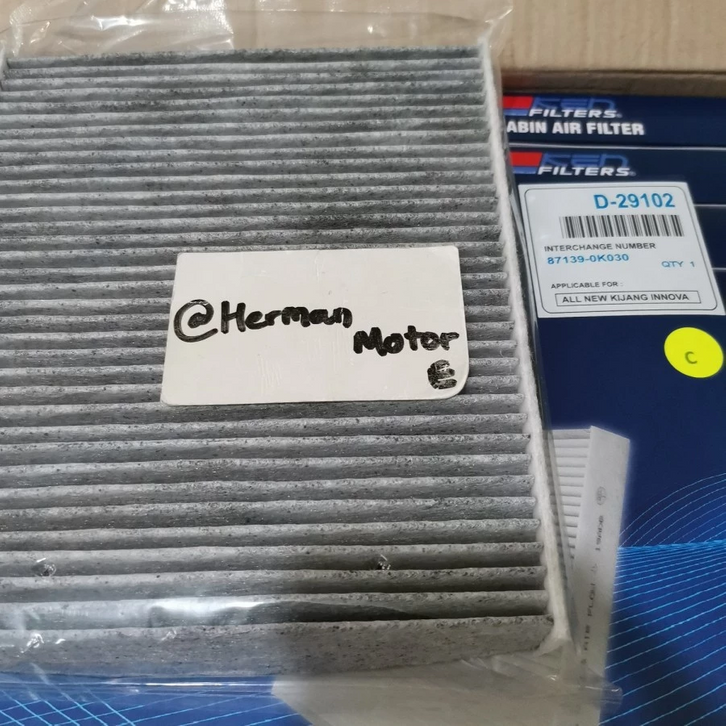 @Herman
Motor
E
FILTERS
ABIN AIR FILTER
FILTERS
D-29102
INTERCHANGE NUMBER
87139-0K030
QTY 1
APPLICABLE FOR :
ALL NEW KIJANG INNOVA
C